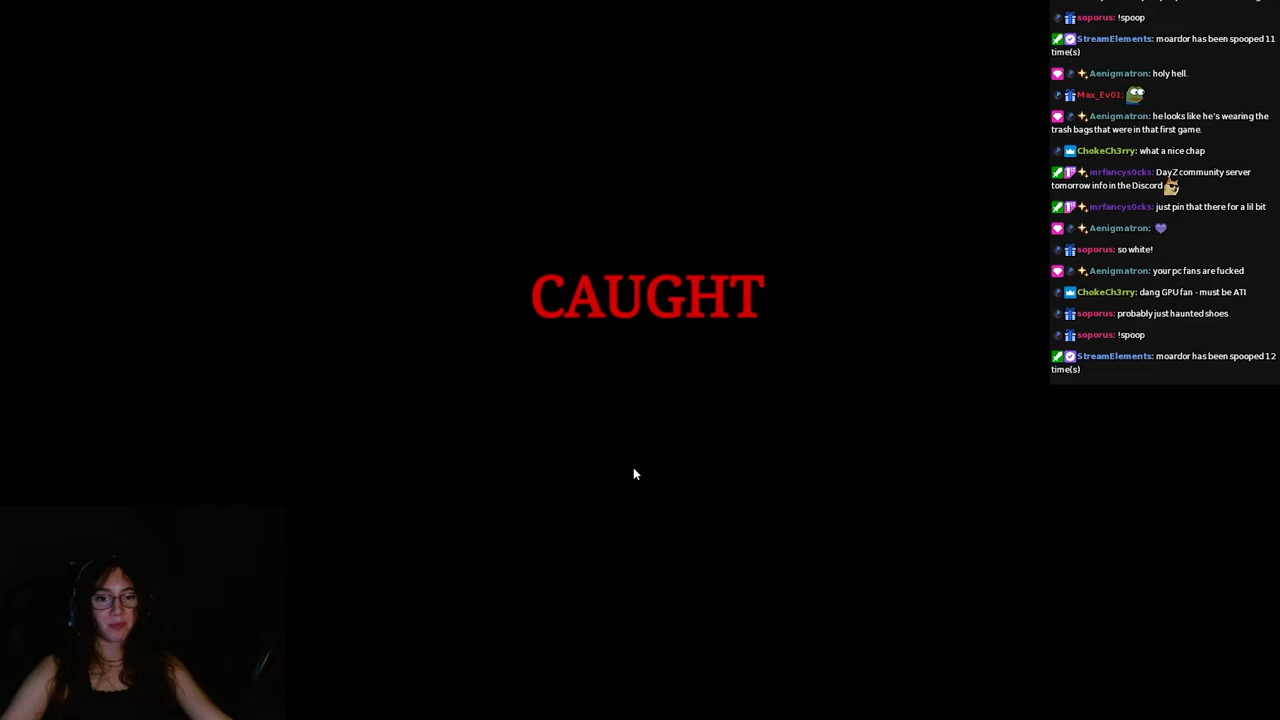 soporus: !spoop
StreamElements: moardor has been spooped 11
time(s)
Aenigmatron: holy hell.
Max_Ev01:
Aenigmatron: he looks like he's wearing the
trash bags that were in that first game.
ChokeCh3rry: what a nice chap
mrfancys0cks: DayZ community server
tomorrow info in the Discord
mrfancys0cks: just pin that there for a lil bit
Aenigmatron:
soporus: so white!
Aenigmatron: your pc fans are fucked
ChokeCh3rry: dang GPU fan - must be ATI
soporus: probably just haunted shoes
soporus: !spoop
StreamElements: moardor has been spooped 12
time(s)
CAUGHT